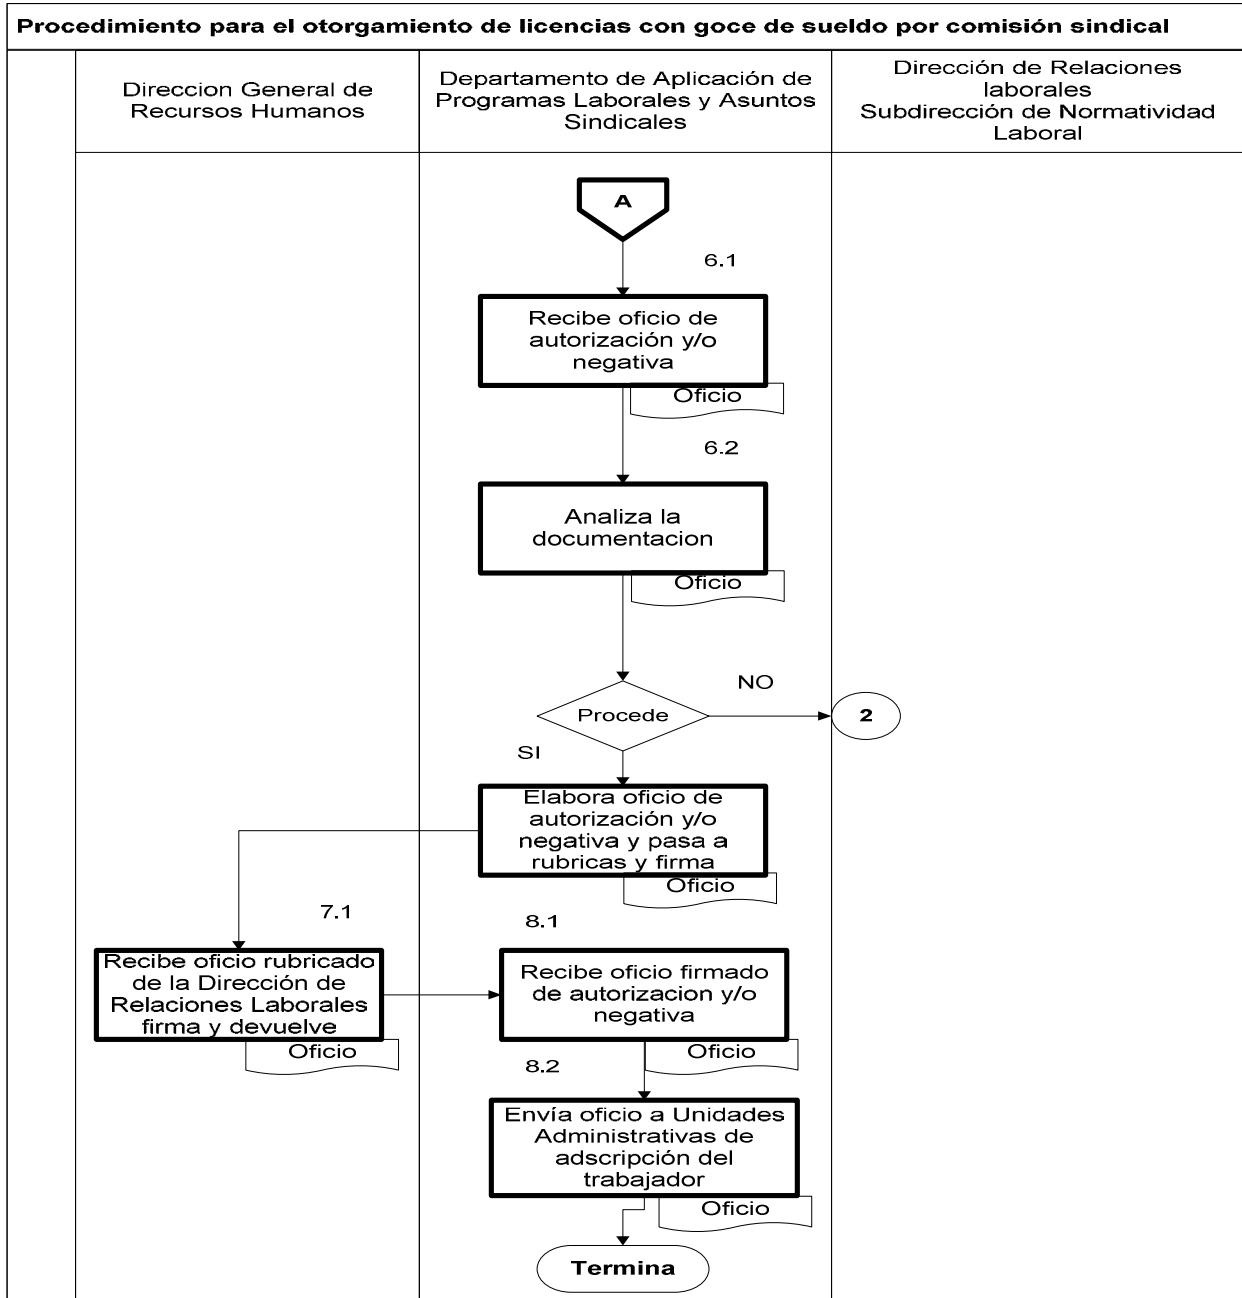 Procedimiento para el otorgamiento de licencias con goce de sueldo por comisión sindical
Direccion General de
Recursos Humanos
Departamento de Aplicación de
Programas Laborales y Asuntos
Sindicales
Dirección de Relaciones
laborales
Subdirección de Normatividad
Laboral
A
6.1
Recibe oficio de
autorización y/o
negativa
Oficio
6.2
Analiza la
documentacion
Oficio
Procede
NO
2
SI
Elabora oficio de
autorización y/o
negativa y pasa a
rubricas y firma
Oficio
7.1
Recibe oficio rubricado
de la Dirección de
Relaciones Laborales
firma y devuelve
Oficio
8.1
Recibe oficio firmado
de autorizacion y/o
negativa
Oficio
8.2
Envía oficio a Unidades
Administrativas de
adscripción del
trabajador
Oficio
Termina